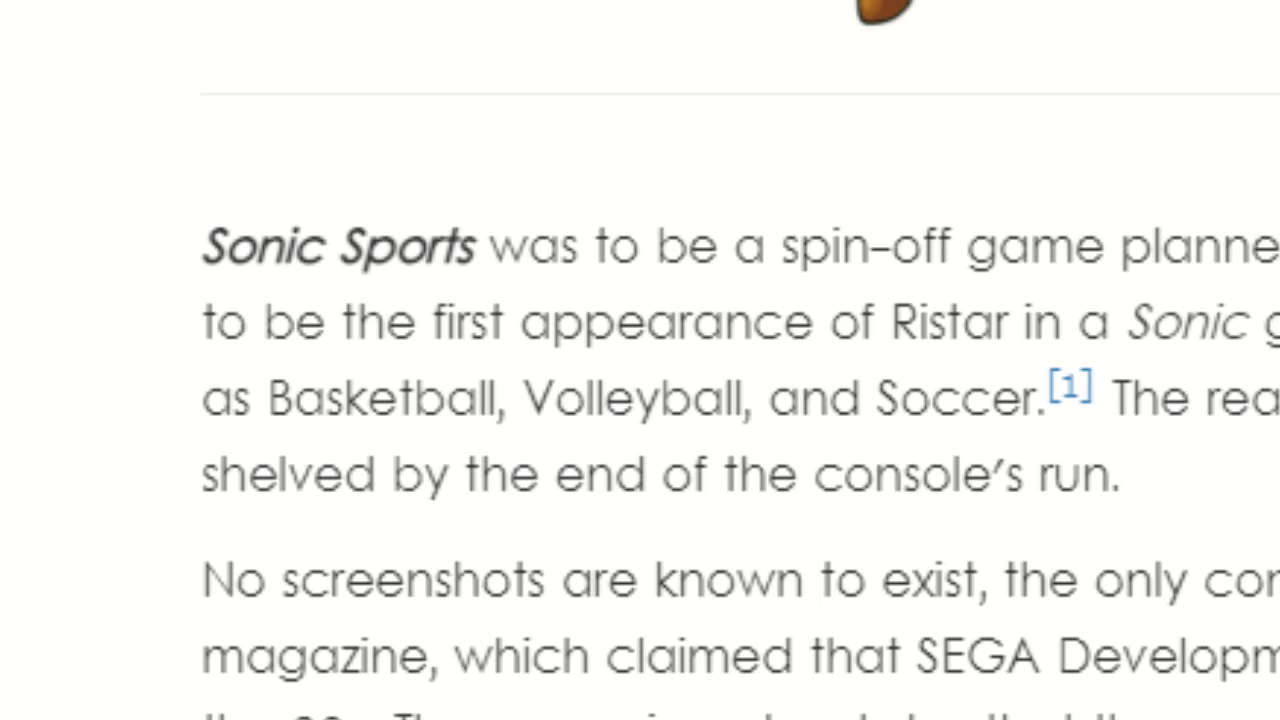 Sonic Sports was to be a spin-off game planne
to be the first appearance of Ristar in a Sonic g
as Basketball, Volleyball, and Soccer.[1] The rea
shelved by the end of the console's run.
No screenshots are known to exist, the only con
magazine, which claimed that SEGA Developm